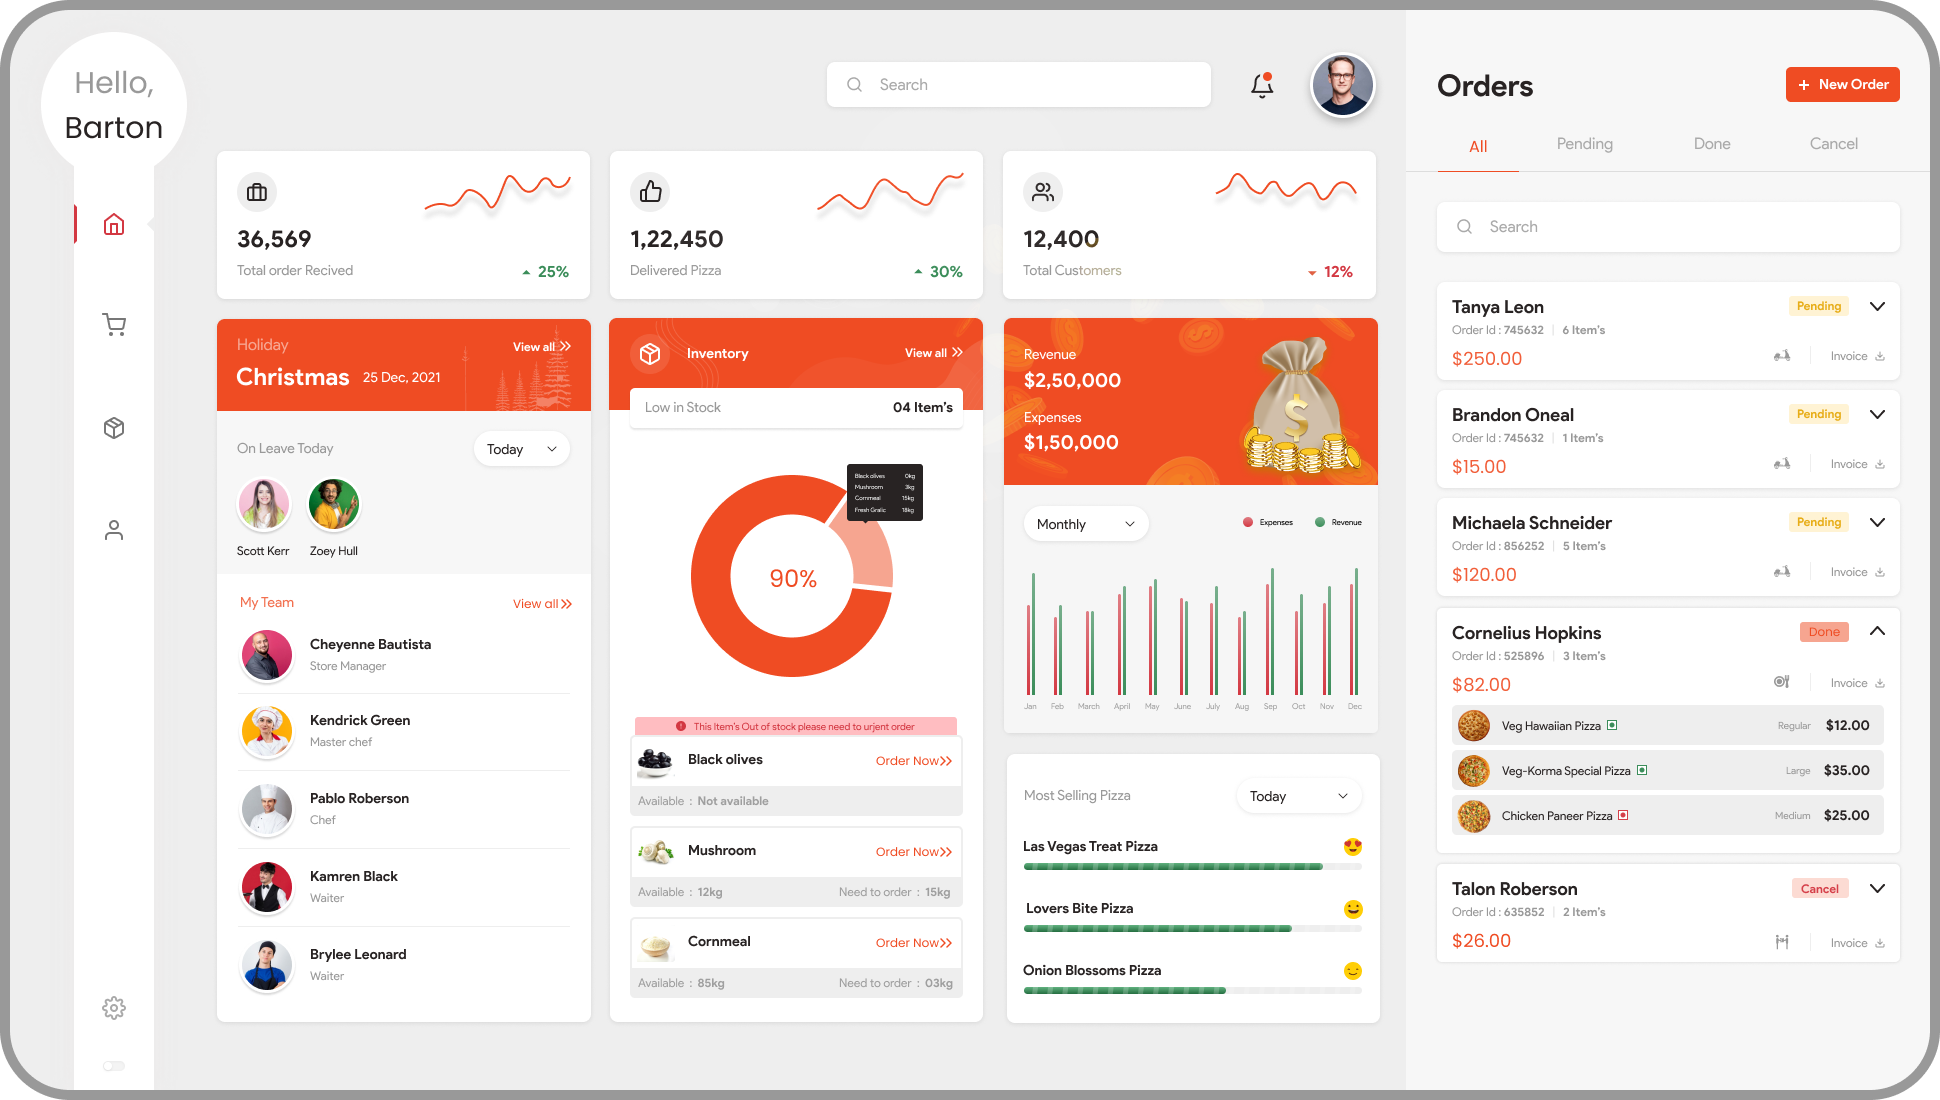 Hello,
Barton
Search
36,569
Total order Recived
25%
1,22,450
Delivered Pizza
30%
12,400
Total Customers
12%
Holiday
View all
Christmas 25 Dec, 2021
On Leave Today
Today
Scott Kerr
Zoey Hull
My Team
View all
Cheyenne Bautista
Store Manager
Kendrick Green
Master chef
Pablo Roberson
Chef
Kamren Black
Waiter
Brylee Leonard
Waiter
Inventory
View all
Low in Stock 04 Item's
Black olives 0kg
Mushroom 3kg
Cornmeal 15kg
Fresh Gralic 18kg
90%
This Item's Out of stock please need to urjent order
Black olives
Order Now
Available : Not available
Mushroom
Order Now
Available : 12kg Need to order : 15kg
Cornmeal
Order Now
Available : 85kg Need to order : 03kg
Revenue
$2,50,000
Expenses
$1,50,000
$
Monthly
Expenses Revenue
Jan Feb March April May June July Aug Sep Oct Nov Dec
Most Selling Pizza
Today
Las Vegas Treat Pizza
Lovers Bite Pizza
Onion Blossoms Pizza
Orders
+ New Order
All Pending Done Cancel
Search
Tanya Leon
Pending
Order Id : 745632 | 6 Item's
$250.00
Invoice
Brandon Oneal
Pending
Order Id : 745632 | 1 Item's
$15.00
Invoice
Michaela Schneider
Pending
Order Id : 856252 | 5 Item's
$120.00
Invoice
Cornelius Hopkins
Done
Order Id : 525896 | 3 Item's
$82.00
Invoice
Veg Hawaiian Pizza Regular $12.00
Veg-Korma Special Pizza Large $35.00
Chicken Paneer Pizza Medium $25.00
Talon Roberson
Cancel
Order Id : 635852 | 2 Item's
$26.00
Invoice